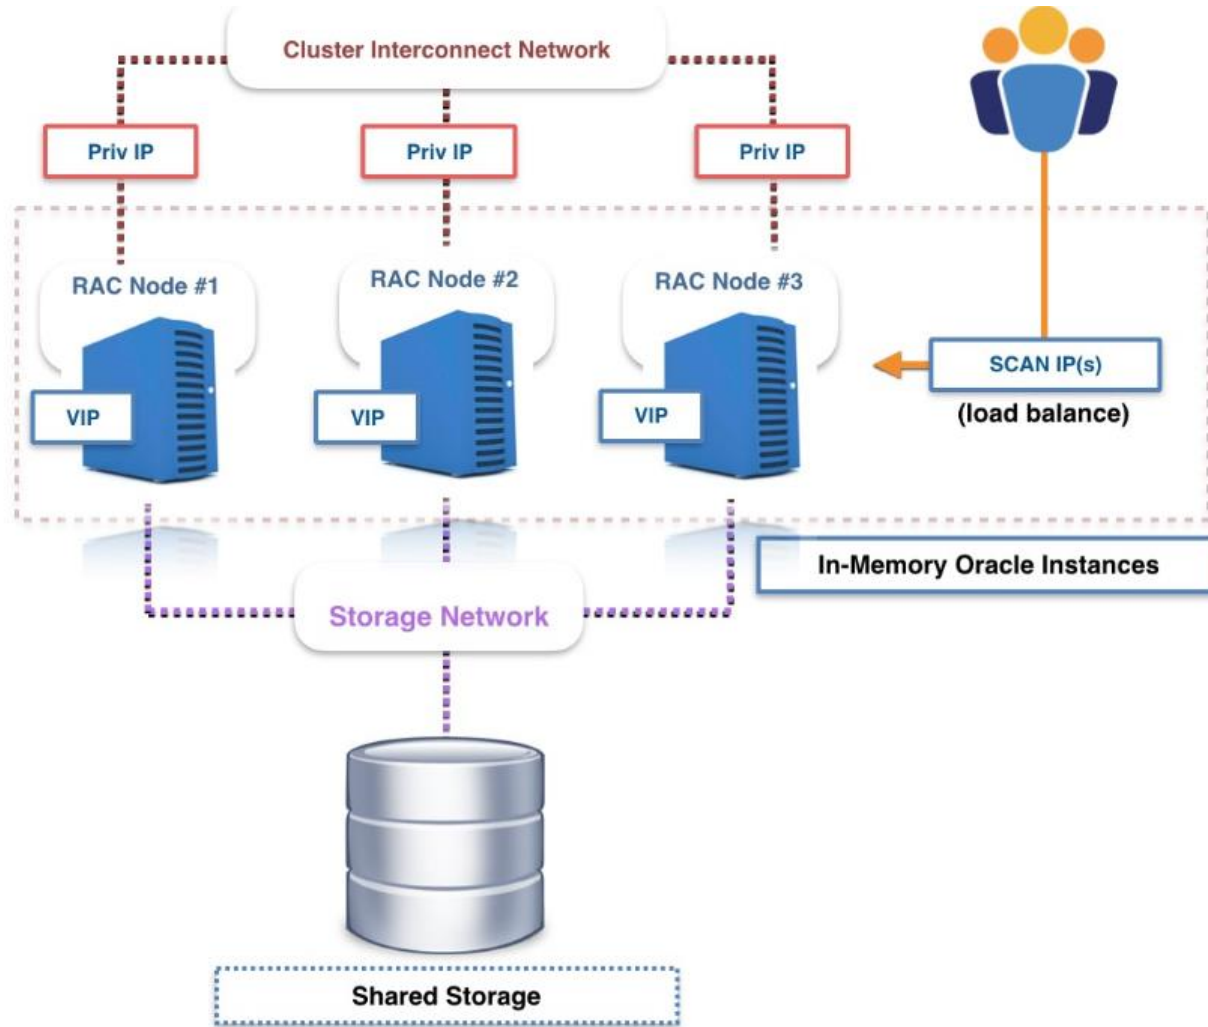 Cluster Interconnect Network
Priv IP
Priv IP
Priv IP
RAC Node #1
RAC Node #2
RAC Node #3
SCAN IP(s)
(load balance)
VIP
VIP
VIP
In-Memory Oracle Instances
Storage Network
Shared Storage